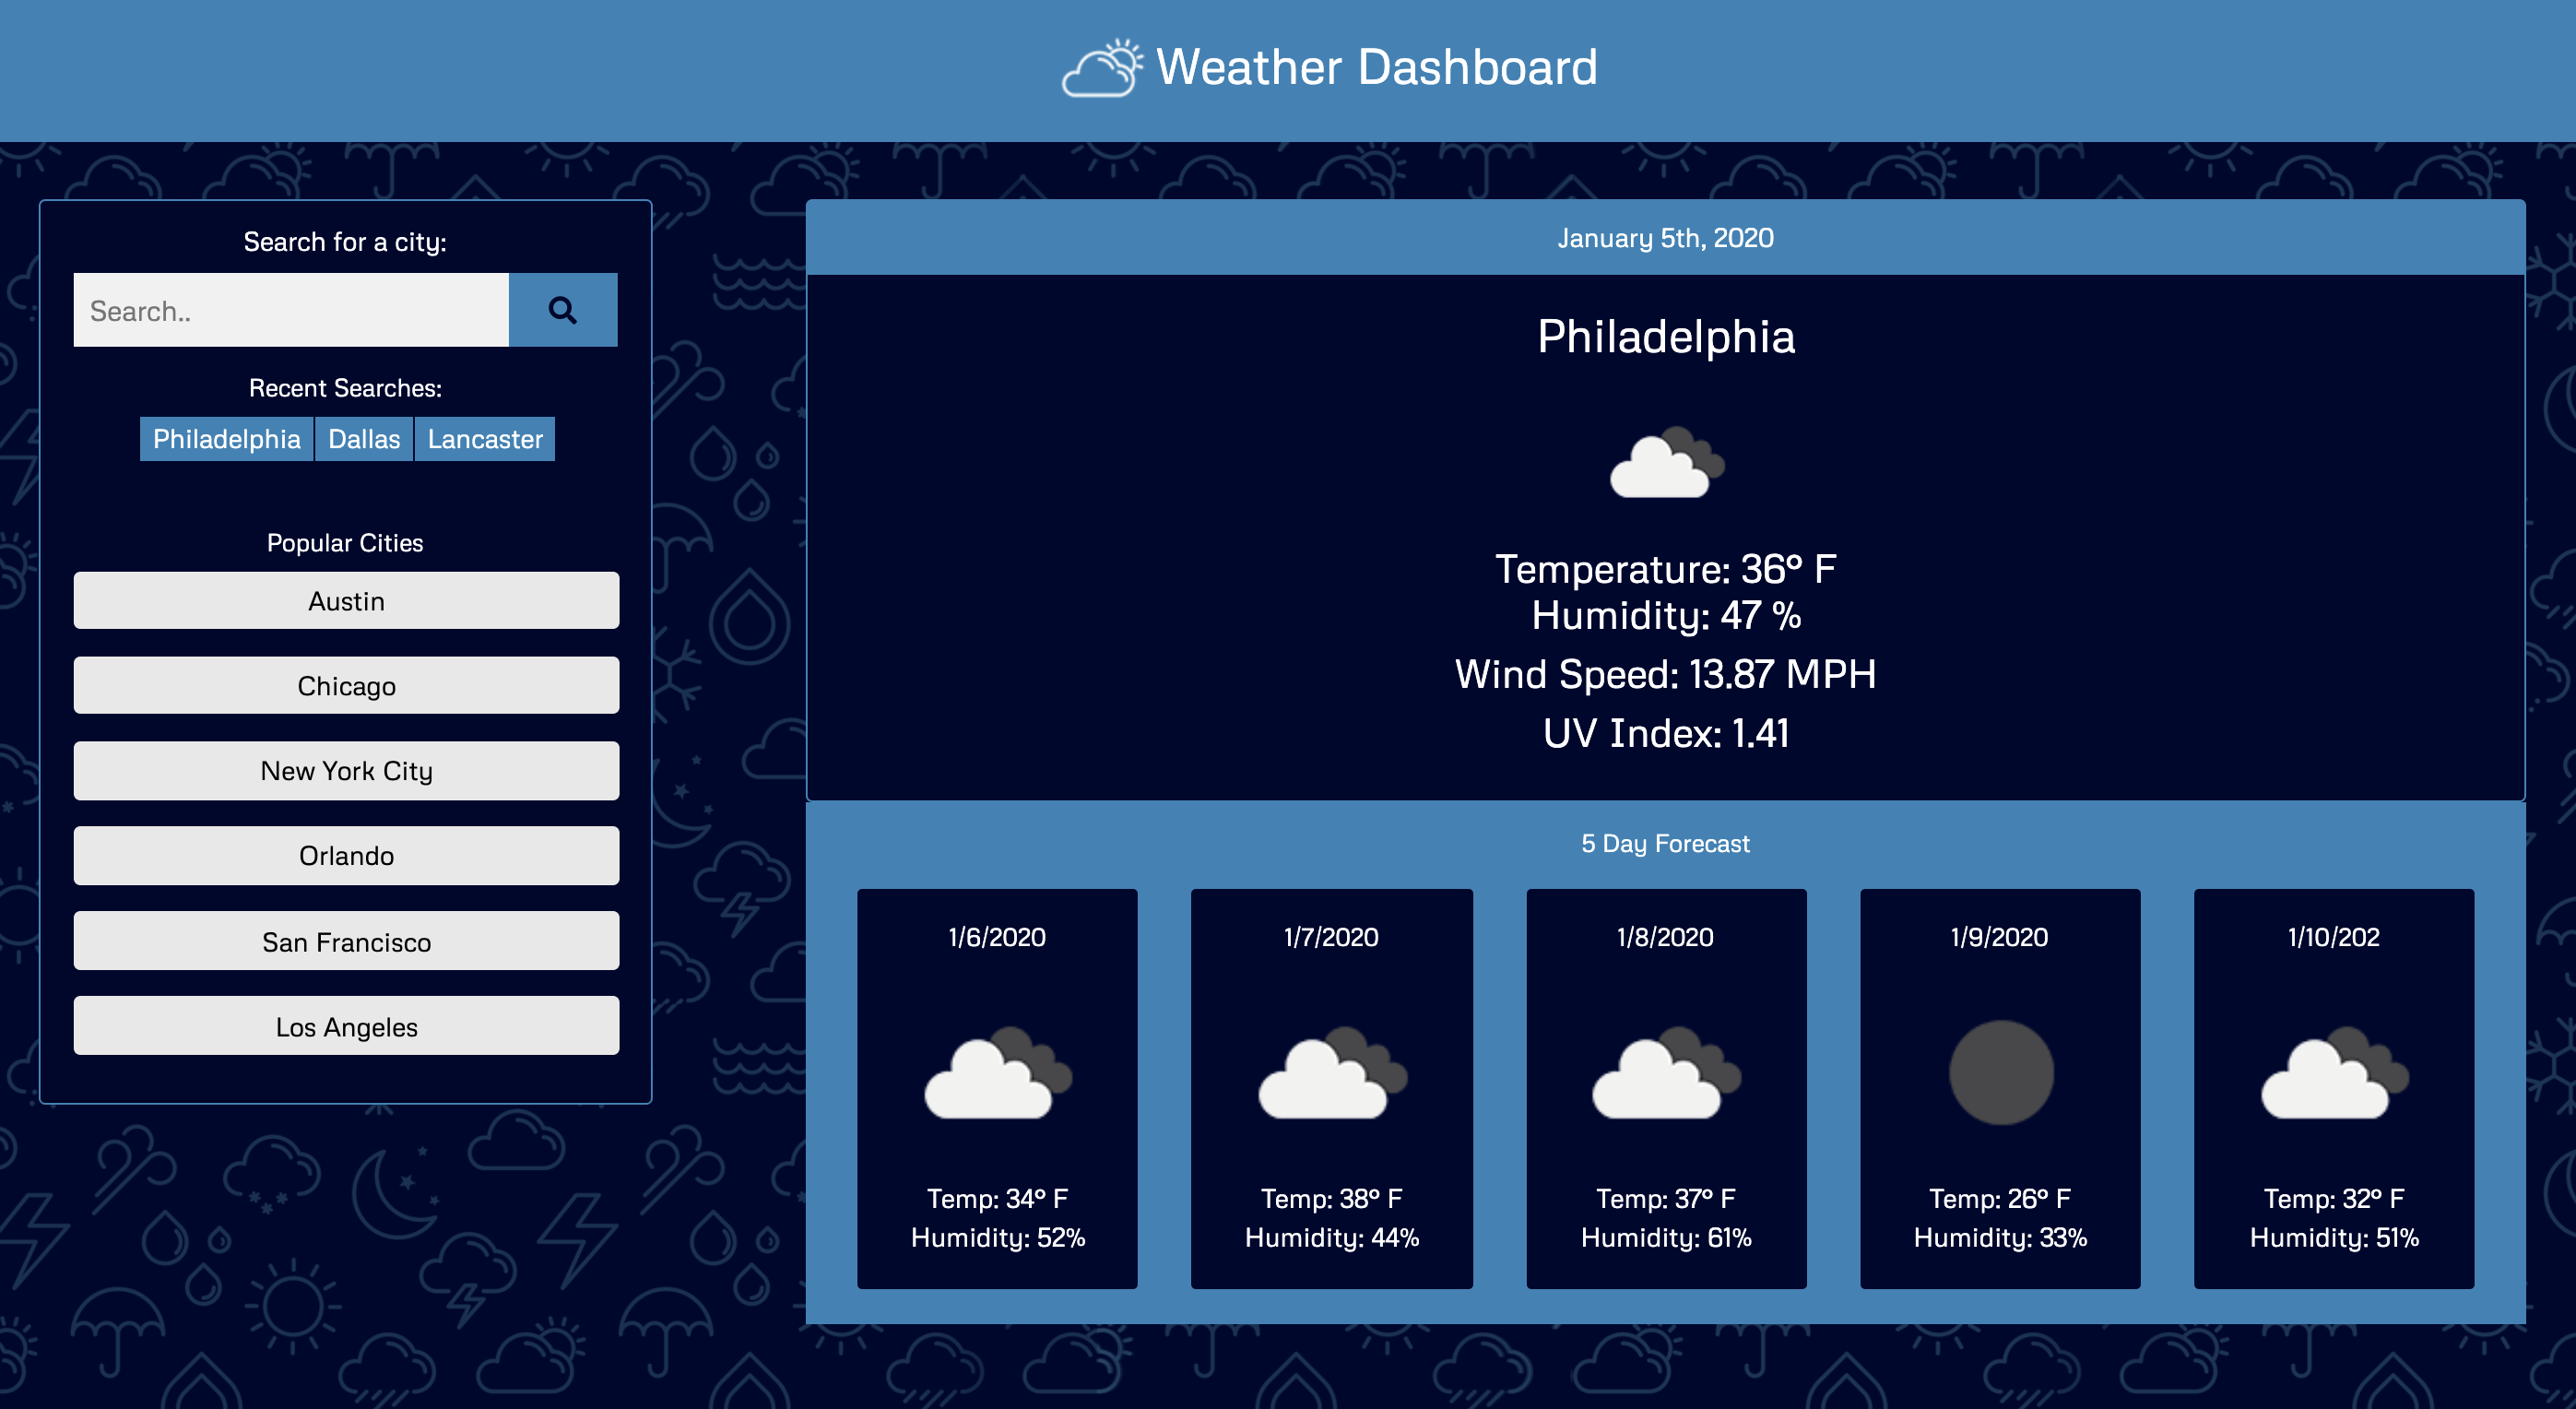 Weather Dashboard
Search for a city:
Search..
Recent Searches:
Philadelphia Dallas Lancaster
Popular Cities
Austin
Chicago
New York City
Orlando
San Francisco
Los Angeles
January 5th, 2020
Philadelphia
Temperature: 36° F
Humidity: 47 %
Wind Speed: 13.87 MPH
UV Index: 1.41
5 Day Forecast
1/6/2020
Temp: 34° F
Humidity: 52%
1/7/2020
Temp: 38° F
Humidity: 44%
1/8/2020
Temp: 37° F
Humidity: 61%
1/9/2020
Temp: 26° F
Humidity: 33%
1/10/202
Temp: 32° F
Humidity: 51%